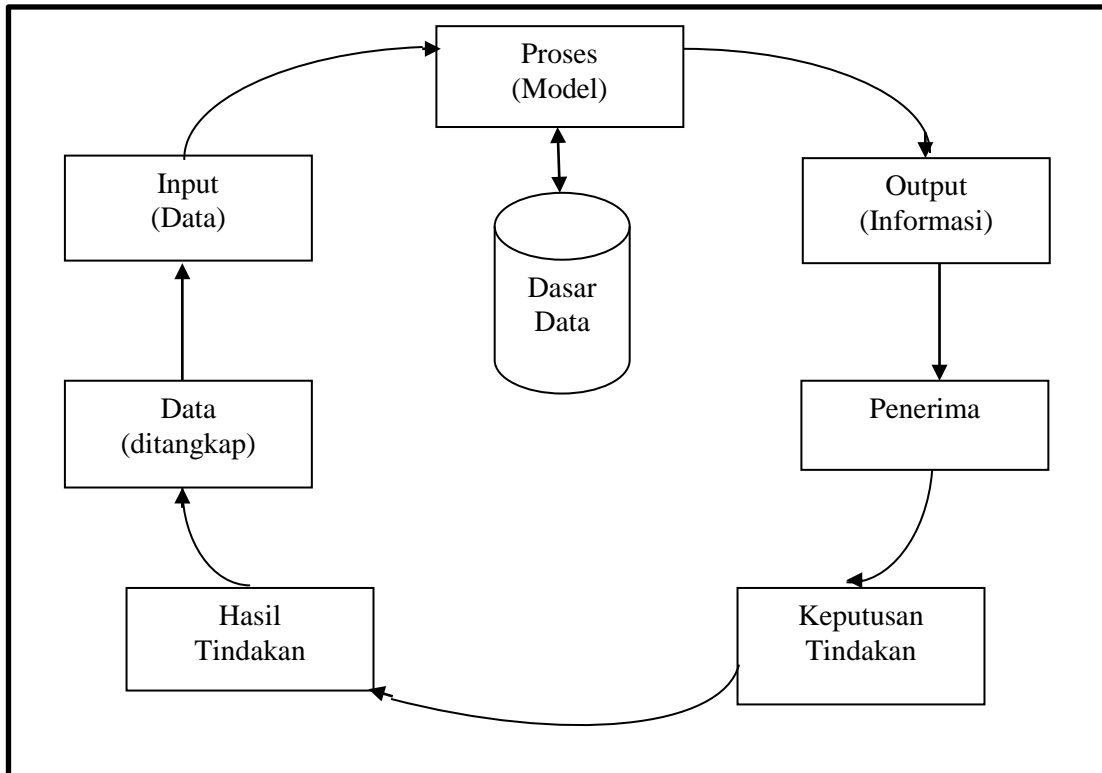 Proses
(Model)
Input
(Data)
Output
(Informasi)
Dasar
Data
Data
(ditangkap)
Penerima
Hasil
Tindakan
Keputusan
Tindakan